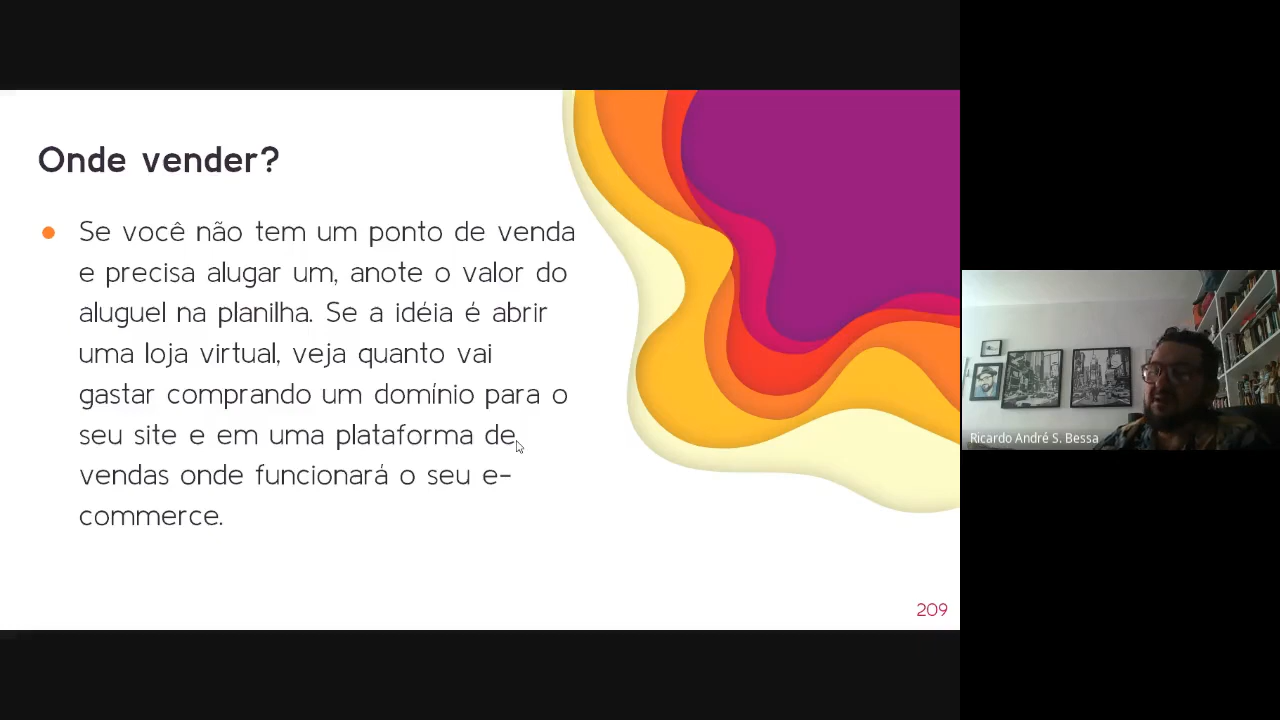 Onde vender?
Se você não tem um ponto de venda
e precisa alugar um, anote o valor do
aluguel na planilha. Se a idéia é abrir
uma loja virtual, veja quanto vai
gastar comprando um domínio para o
seu site e em uma plataforma de
vendas onde funcionará o seu e-
commerce.
209
Ricardo André S. Bessa